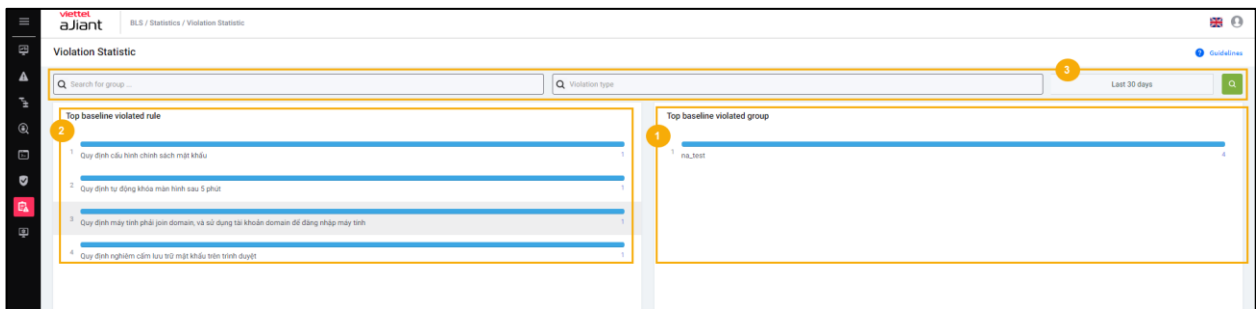 viettel
aJiant
BLS / Statistics / Violation Statistic
Violation Statistic
? Guidelines
3
Search for group ...
Violation type
Last 30 days
Top baseline violated rule
2
1 Quy định cấu hình chính sách mật khẩu 1
2 Quy định tự động khóa màn hình sau 5 phút 1
3 Quy định máy tính phải join domain, và sử dụng tài khoản domain để đăng nhập máy tính 1
4 Quy định nghiêm cấm lưu trữ mật khẩu trên trình duyệt 1
Top baseline violated group
1
1 na_test 4